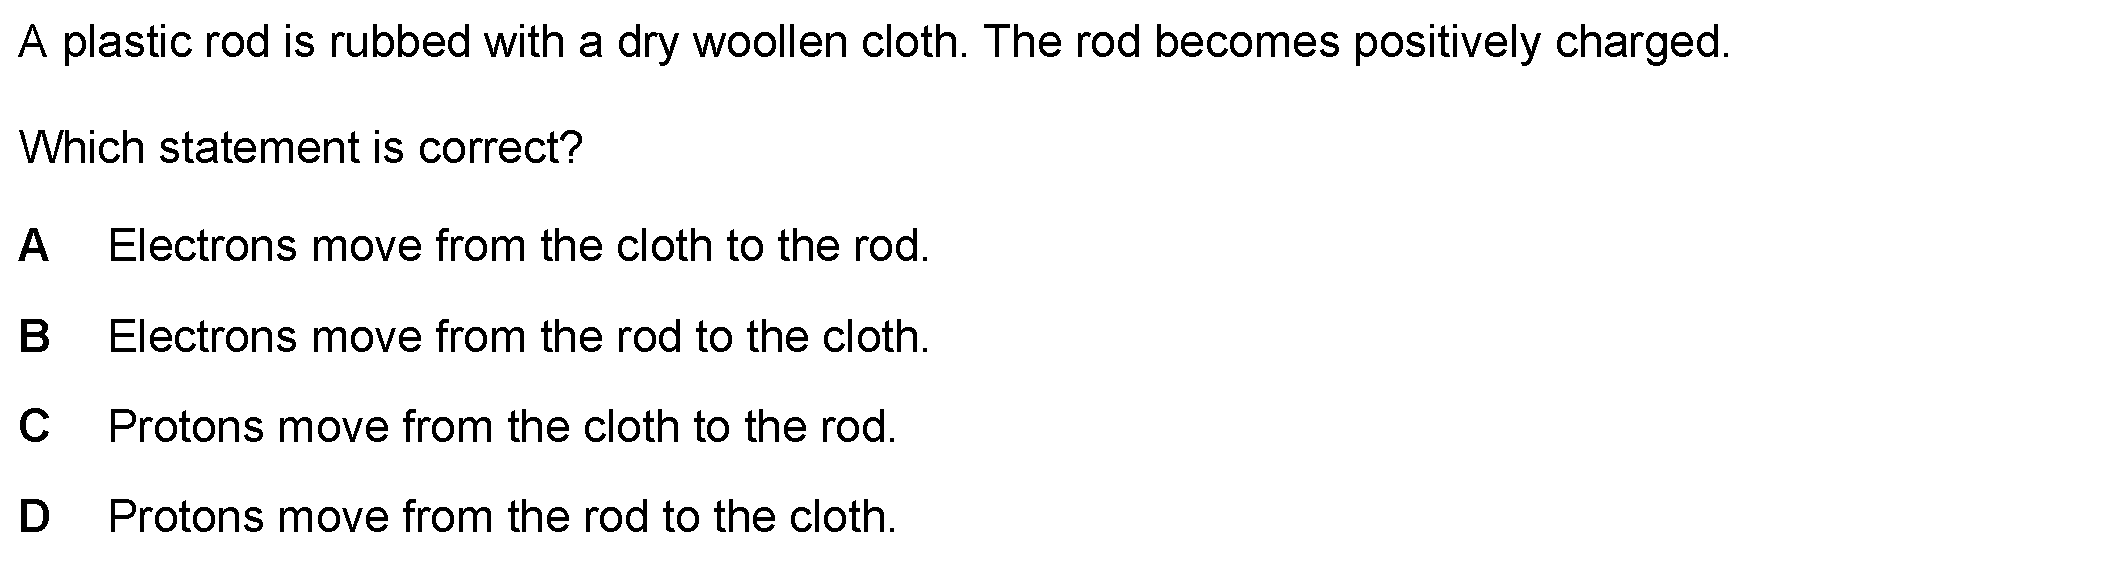 A plastic rod is rubbed with a dry woollen cloth. The rod becomes positively charged.
Which statement is correct?
A Electrons move from the cloth to the rod.
B Electrons move from the rod to the cloth.
C Protons move from the cloth to the rod.
D Protons move from the rod to the cloth.